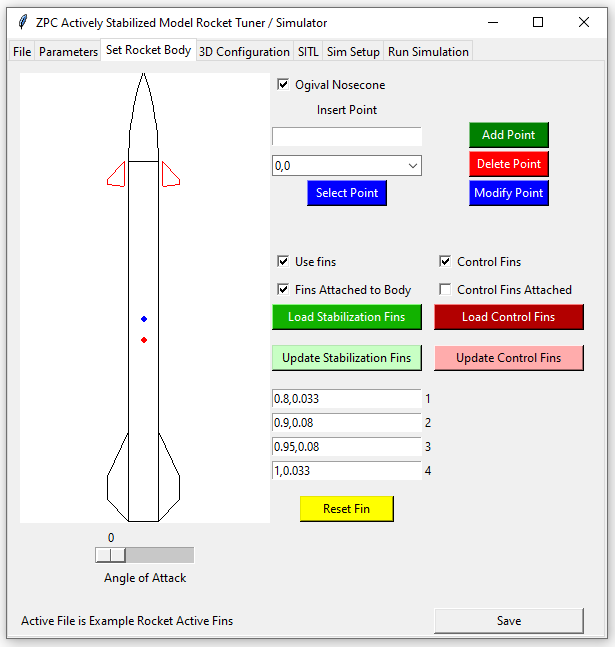 ZPC Actively Stabilized Model Rocket Tuner / Simulator
File Parameters Set Rocket Body 3D Configuration SITL Sim Setup Run Simulation
Ogival Nosecone
Insert Point
Add Point
0,0
Delete Point
Select Point
Modify Point
Use fins
Control Fins
Fins Attached to Body
Control Fins Attached
Load Stabilization Fins
Load Control Fins
Update Stabilization Fins
Update Control Fins
0.8,0.033 1
0.9,0.08 2
0.95,0.08 3
1,0.033 4
Reset Fin
0
Angle of Attack
Active File is Example Rocket Active Fins
Save